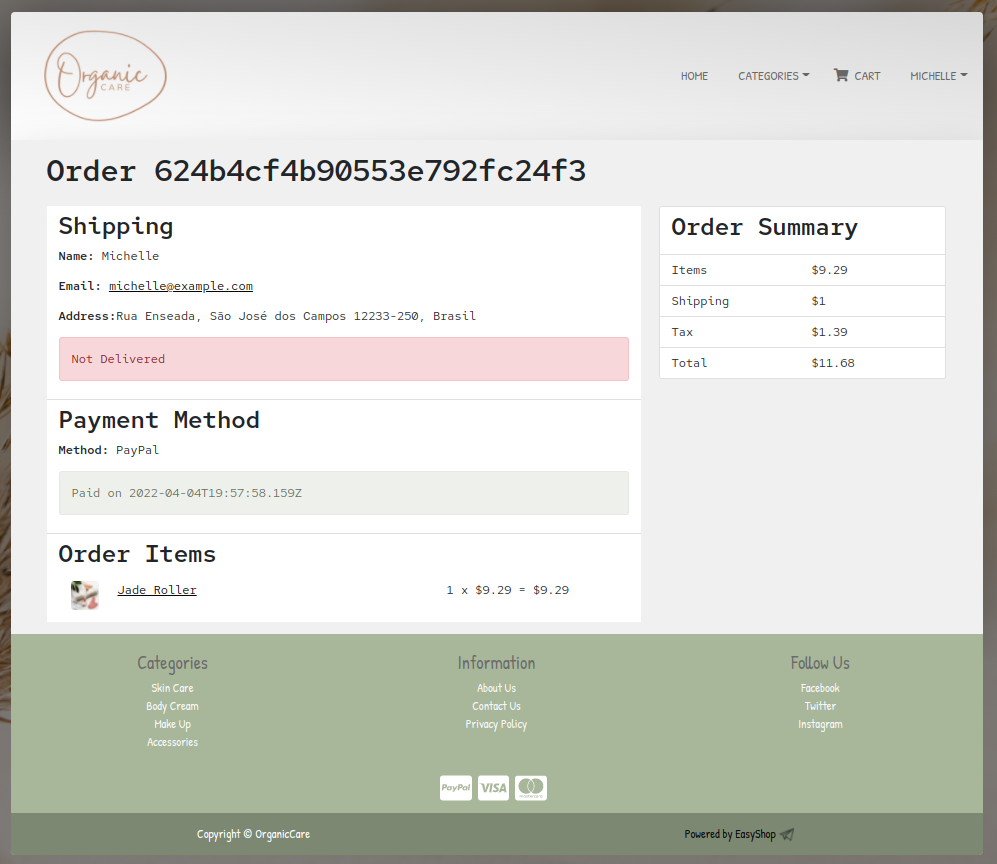 Organic
CARE
HOME CATEGORIES CART MICHELLE
Order 624b4cf4b90553e792fc24f3
Shipping
Name: Michelle
Email: michelle@example.com
Address:Rua Enseada, São José dos Campos 12233-250, Brasil
Not Delivered
Payment Method
Method: PayPal
Paid on 2022-04-04T19:57:58.159Z
Order Items
Jade Roller 1 x $9.29 = $9.29
Order Summary
Items $9.29
Shipping $1
Tax $1.39
Total $11.68
Categories
Skin Care
Body Cream
Make Up
Accessories
Information
About Us
Contact Us
Privacy Policy
Follow Us
Facebook
Twitter
Instagram
PayPal VISA mastercard
Copyright © OrganicCare Powered by EasyShop